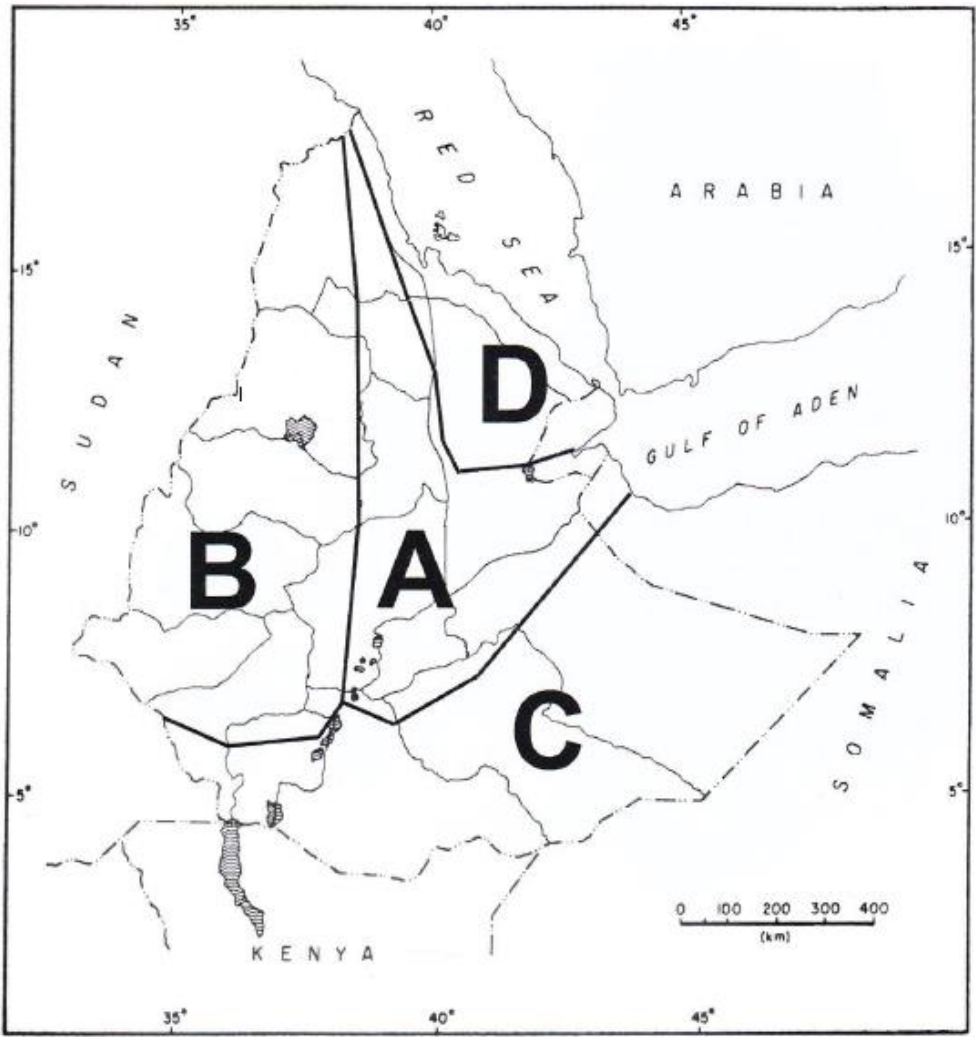 35° 40° 45°
RED SEA
ARABIA
15° 15°
SUDAN
D
GULF OF ADEN
10° 10°
B A
SOMALIA
C
5° 5°
0 100 200 300 400
(km)
KENYA
35° 40° 45°